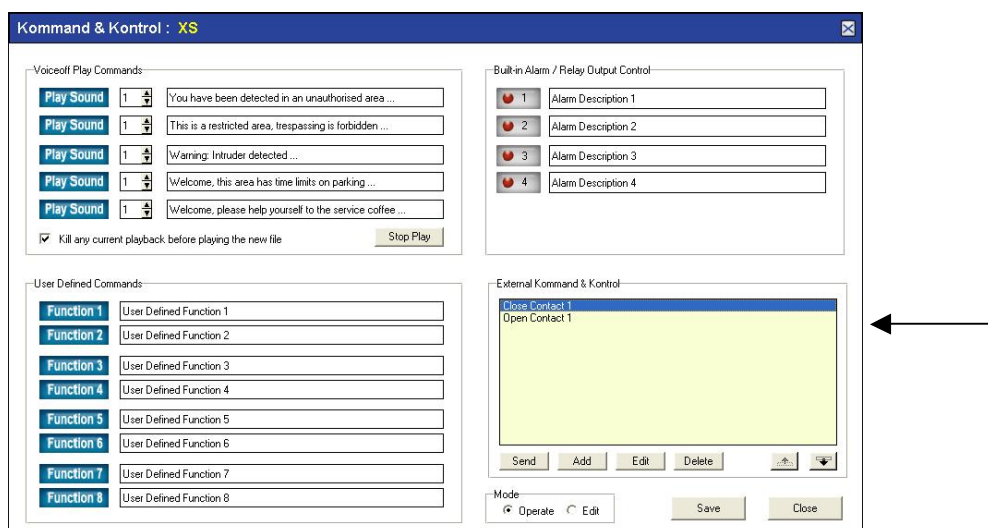 Kommand & Kontrol : XS
Voiceoff Play Commands
Play Sound 1 You have been detected in an unauthorised area ...
Play Sound 1 This is a restricted area, trespassing is forbidden ...
Play Sound 1 Warning: Intruder detected ...
Play Sound 1 Welcome, this area has time limits on parking ...
Play Sound 1 Welcome, please help yourself to the service coffee ...
Kill any current playback before playing the new file Stop Play
Built-in Alarm / Relay Output Control
1 Alarm Description 1
2 Alarm Description 2
3 Alarm Description 3
4 Alarm Description 4
User Defined Commands
Function 1 User Defined Function 1
Function 2 User Defined Function 2
Function 3 User Defined Function 3
Function 4 User Defined Function 4
Function 5 User Defined Function 5
Function 6 User Defined Function 6
Function 7 User Defined Function 7
Function 8 User Defined Function 8
External Kommand & Kontrol
Close Contact 1
Open Contact 1
Send Add Edit Delete
Mode
Operate Edit
Save Close